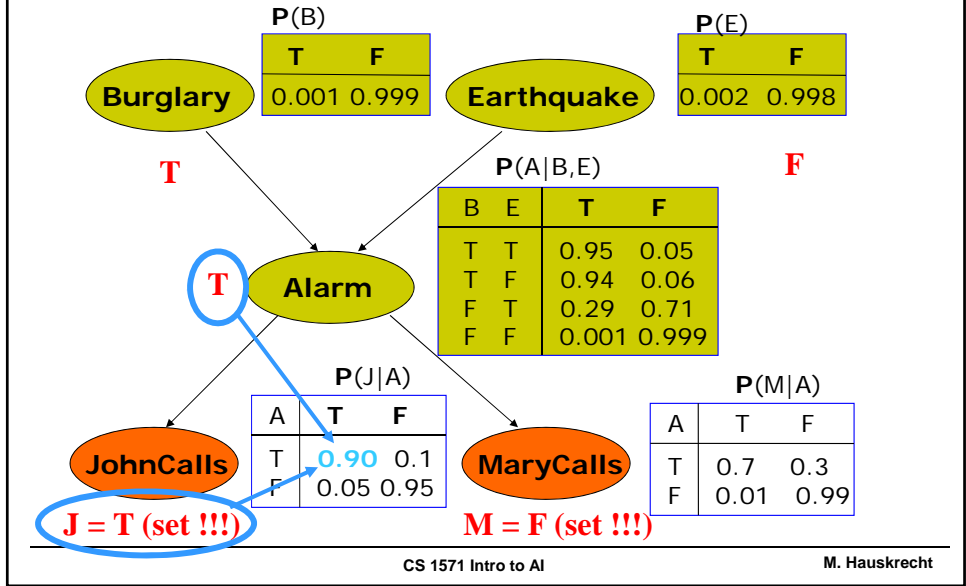 P(B)
T F
0.001 0.999
Burglary
P(E)
T F
0.002 0.998
Earthquake
T
F
P(A|B,E)
B E T F
T T 0.95 0.05
T F 0.94 0.06
F T 0.29 0.71
F F 0.001 0.999
T
Alarm
P(J|A)
A T F
T 0.90 0.1
F 0.05 0.95
P(M|A)
A T F
T 0.7 0.3
F 0.01 0.99
JohnCalls
MaryCalls
J = T (set !!!)
M = F (set !!!)
CS 1571 Intro to AI
M. Hauskrecht